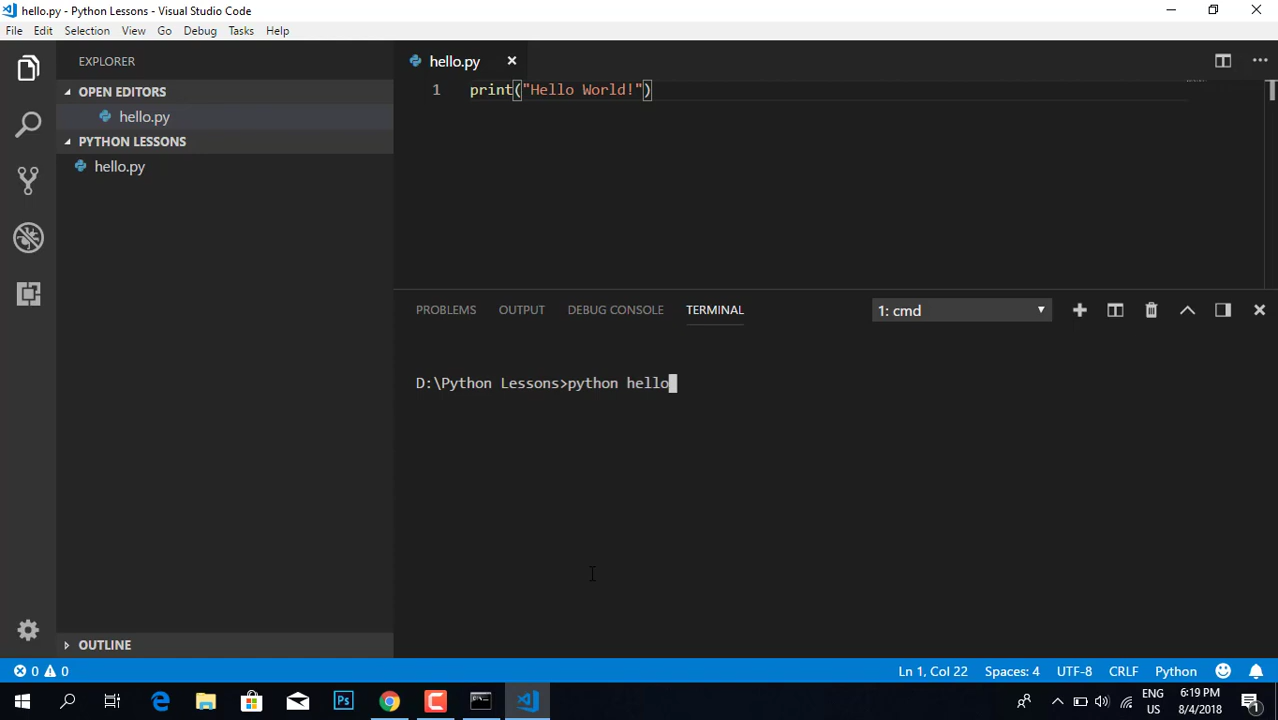 hello.py - Python Lessons - Visual Studio Code
File Edit Selection View Go Debug Tasks Help
EXPLORER
OPEN EDITORS
hello.py
PYTHON LESSONS
hello.py
OUTLINE
hello.py
1 print("Hello World!")
PROBLEMS OUTPUT DEBUG CONSOLE TERMINAL 1: cmd
D:\Python Lessons>python hello
0 0 Ln 1, Col 22 Spaces: 4 UTF-8 CRLF Python
Ps
ENG 6:19 PM
US 8/4/2018
1